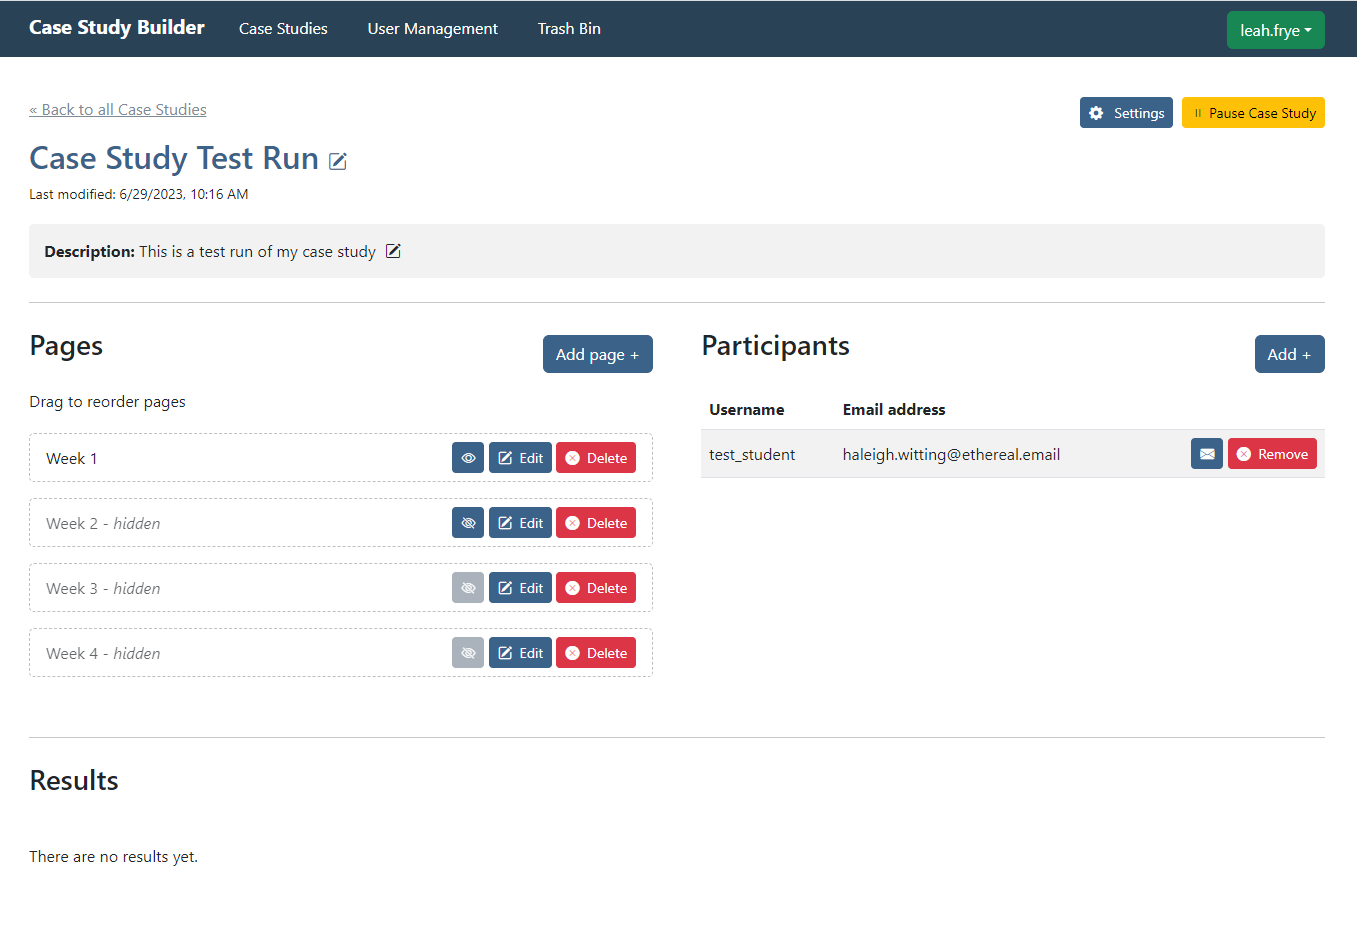 Case Study Builder Case Studies User Management Trash Bin leah.frye
« Back to all Case Studies Settings Pause Case Study
Case Study Test Run
Last modified: 6/29/2023, 10:16 AM
Description: This is a test run of my case study
Pages Add page +
Drag to reorder pages
Week 1 Edit Delete
Week 2 - hidden Edit Delete
Week 3 - hidden Edit Delete
Week 4 - hidden Edit Delete
Participants Add +
Username Email address
test_student haleigh.witting@ethereal.email Remove
Results
There are no results yet.